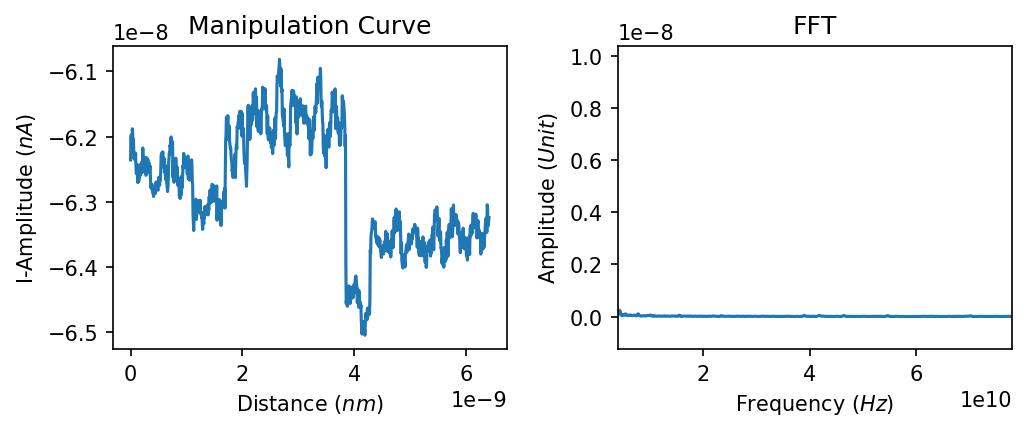 Manipulation Curve
1e−8
−6.1
−6.2
−6.3
−6.4
−6.5
I-Amplitude (nA)
0
2
4
6
1e−9
Distance (nm)
FFT
1e−8
1.0
0.8
0.6
0.4
0.2
0.0
Amplitude (Unit)
2
4
6
1e10
Frequency (Hz)